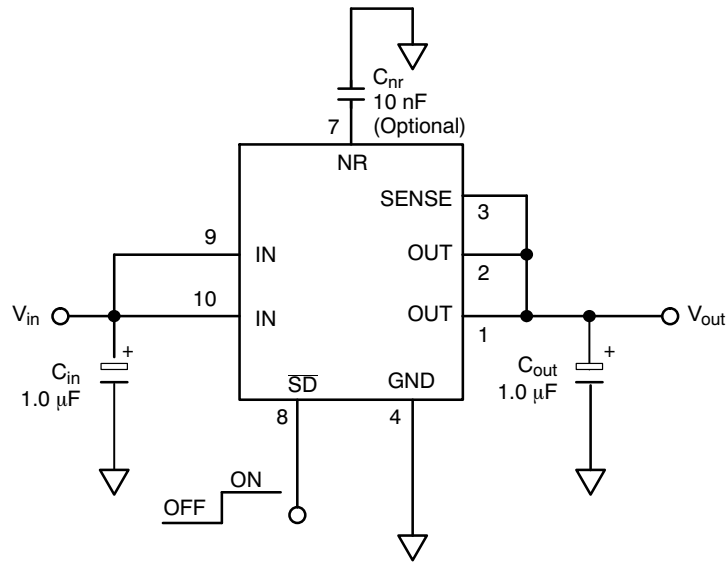 C_nr
10 nF
(Optional)
7
NR
SENSE
3
9
IN
OUT
2
V_in
10
IN
OUT
1
V_out
+
C_in
1.0 µF
+
C_out
1.0 µF
S̅D̅
GND
8
4
ON
OFF